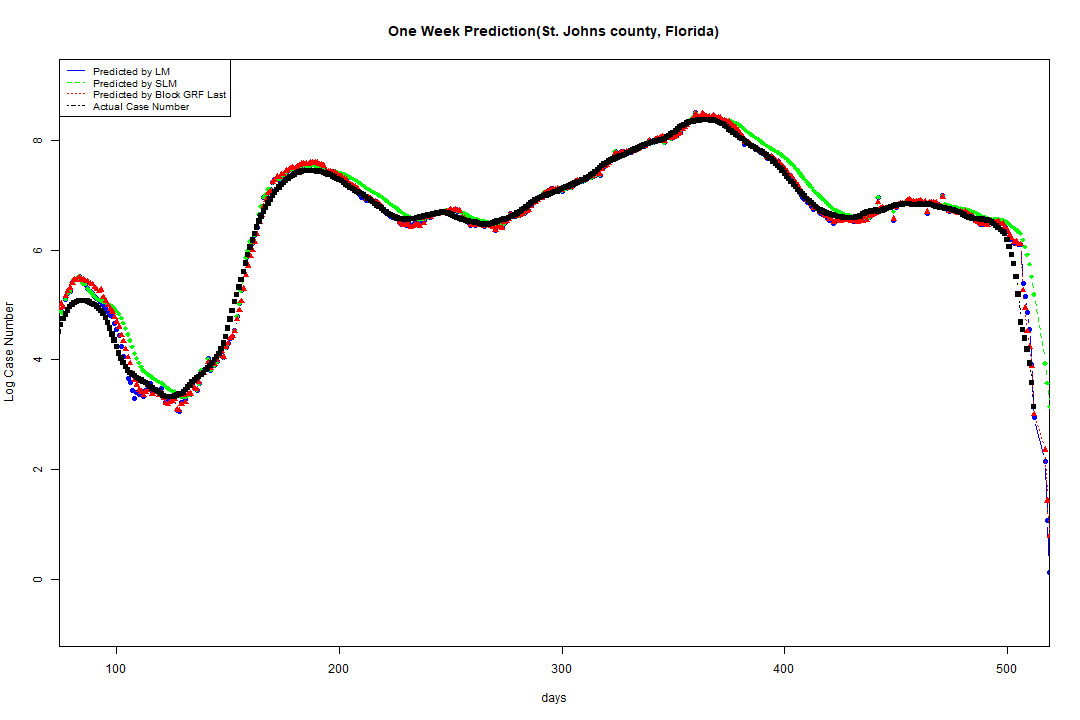 One Week Prediction(St. Johns county, Florida)
Predicted by LM
Predicted by SLM
Predicted by Block GRF Last
Actual Case Number
8
6
4
2
0
Log Case Number
100 200 300 400 500
days